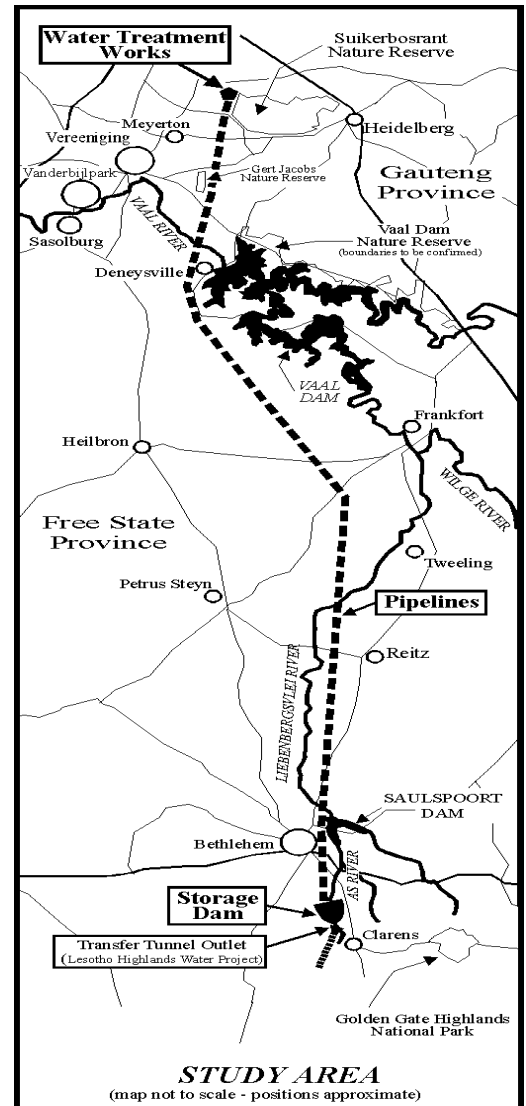 Water Treatment
Works
Suikerbosrant
Nature Reserve
Meyerton
Heidelberg
Vereeniging
Vanderbijlpark
Gert Jacobs
Nature Reserve
Gauteng
Province
Sasolburg
VAAL RIVER
Vaal Dam
Nature Reserve
(boundaries to be confirmed)
Deneysville
VAAL
DAM
Frankfort
Heilbron
WILGE RIVER
Free State
Province
Tweeling
Petrus Steyn
Pipelines
Reitz
LIEBENBERGSVLEI RIVER
SAULSPOORT
DAM
Bethlehem
AS RIVER
Storage
Dam
Transfer Tunnel Outlet
(Lesotho Highlands Water Project)
Clarens
Golden Gate Highlands
National Park
STUDY AREA
(map not to scale - positions approximate)